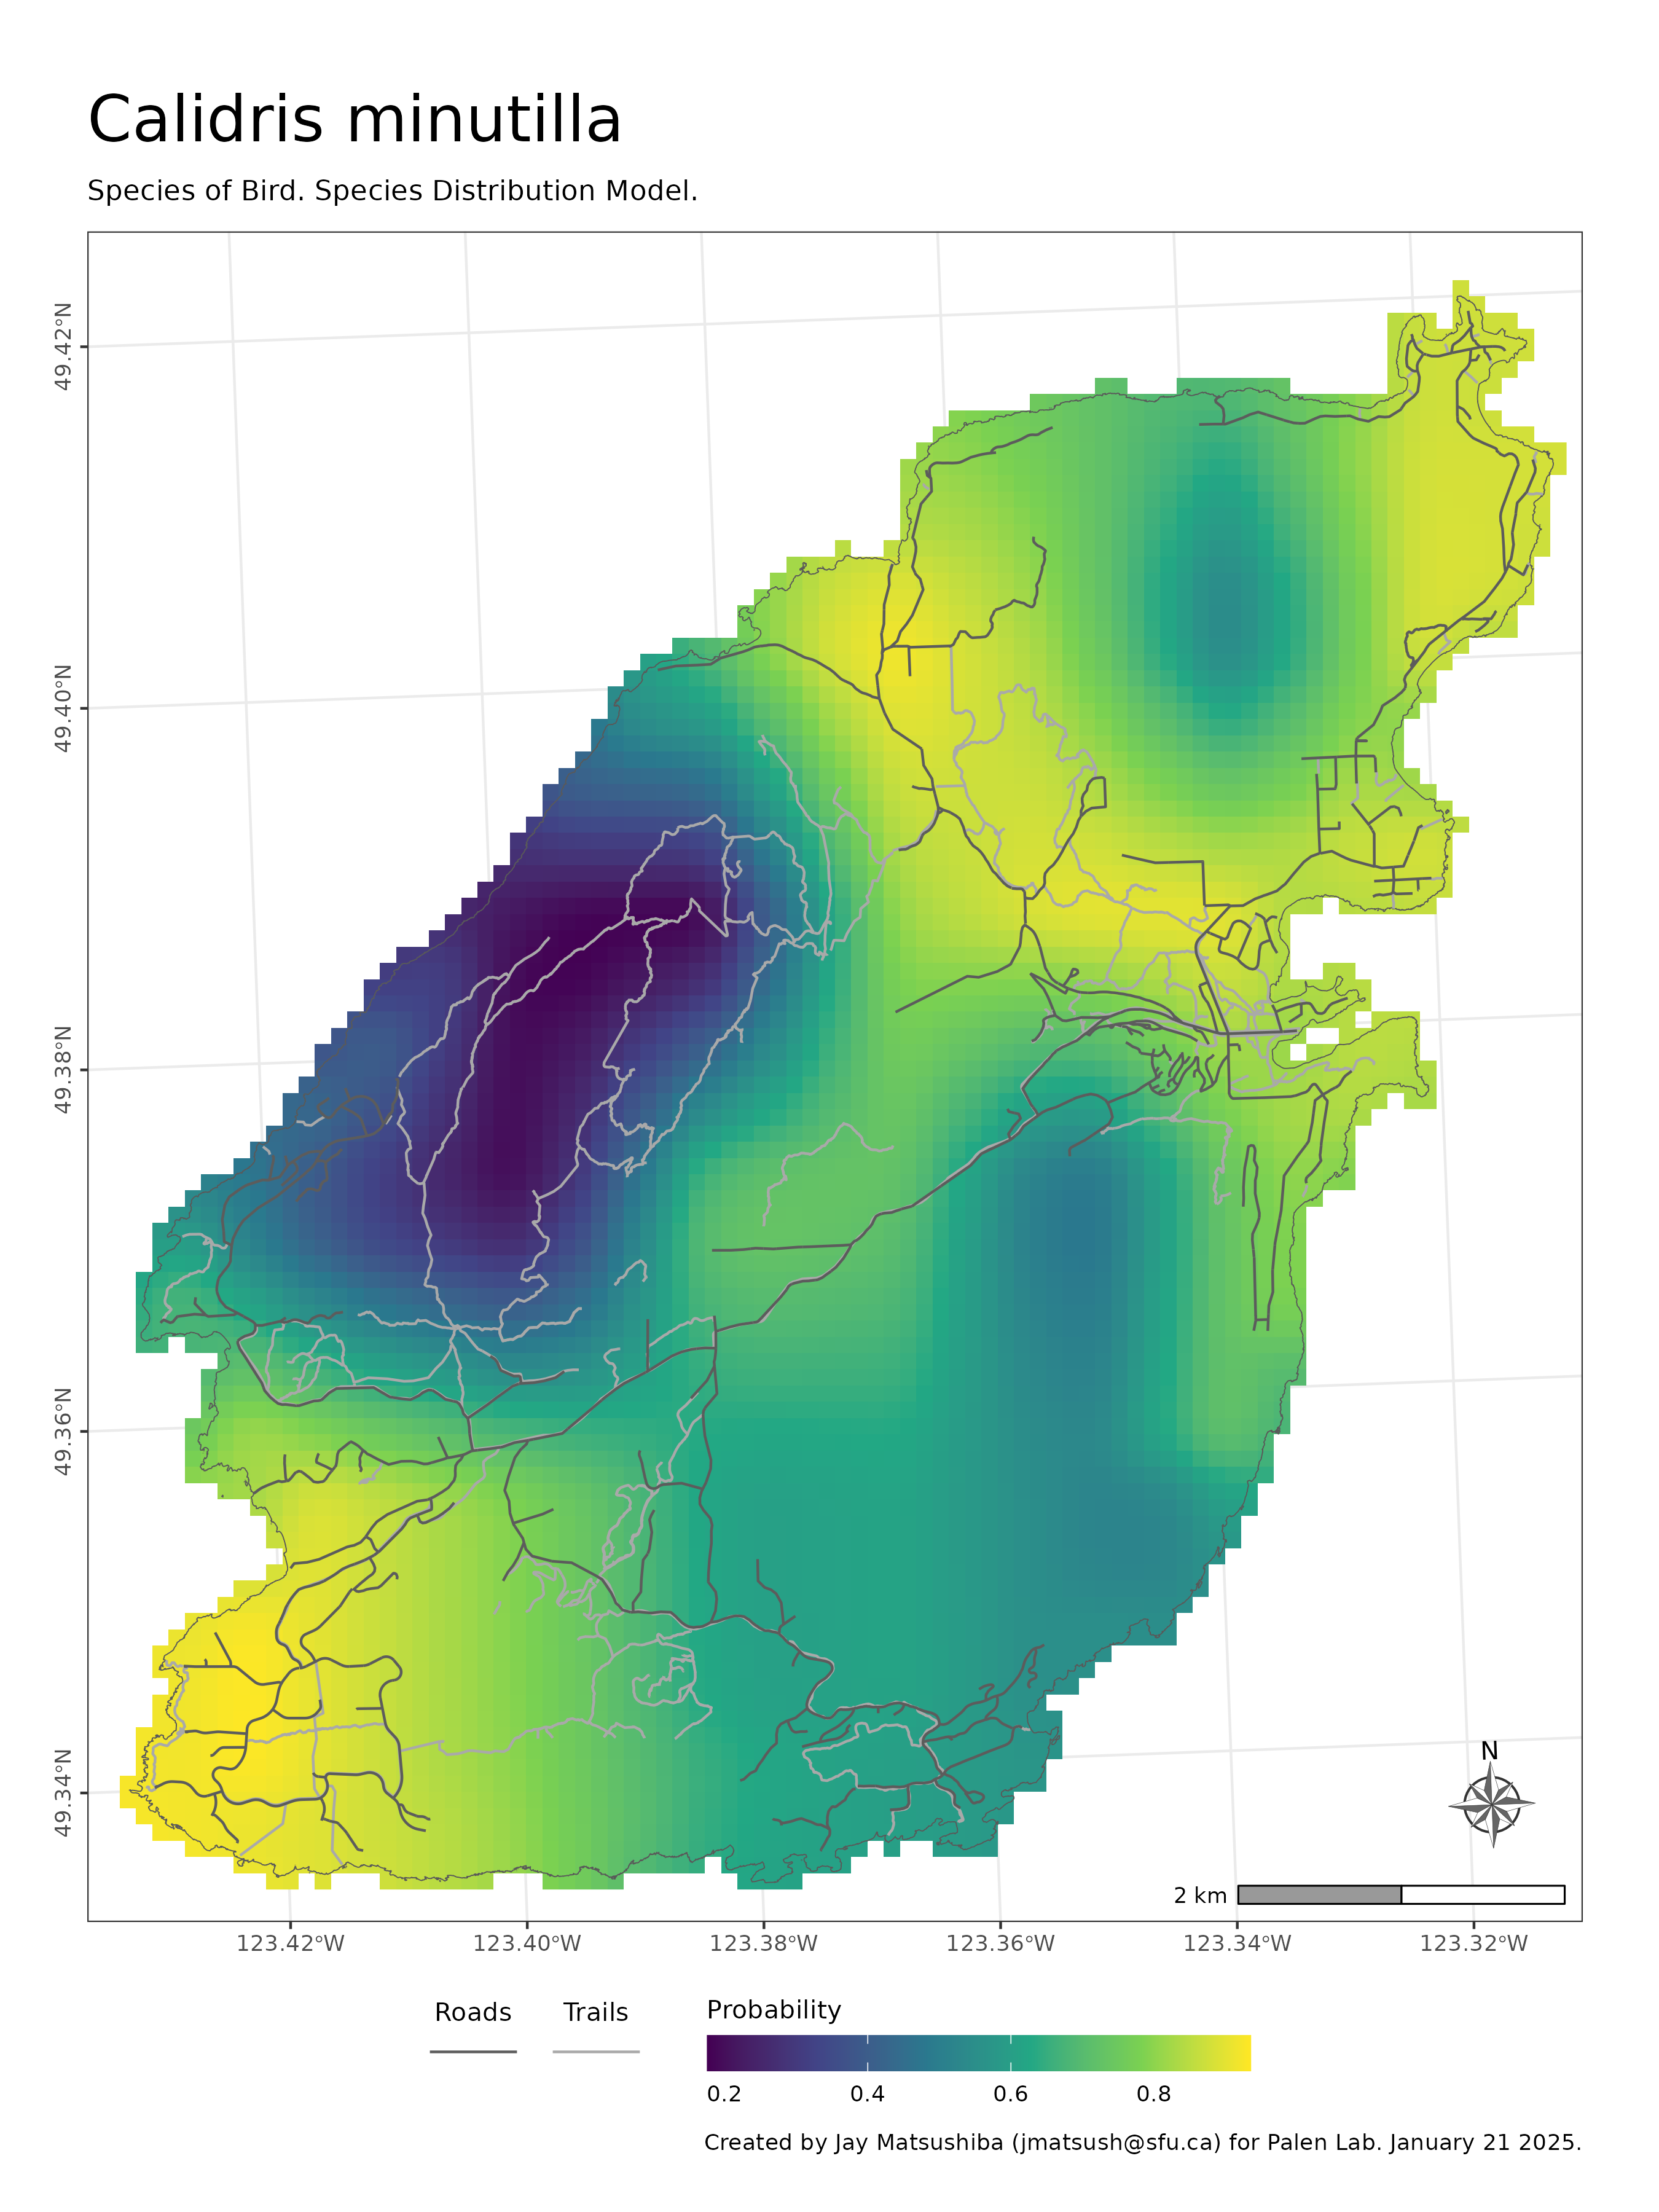 Calidris minutilla
Species of Bird. Species Distribution Model.
49.42°N
49.40°N
49.38°N
49.36°N
49.34°N
N
2 km
123.42°W 123.40°W 123.38°W 123.36°W 123.34°W 123.32°W
Roads Trails Probability
0.2 0.4 0.6 0.8
Created by Jay Matsushiba (jmatsush@sfu.ca) for Palen Lab. January 21 2025.